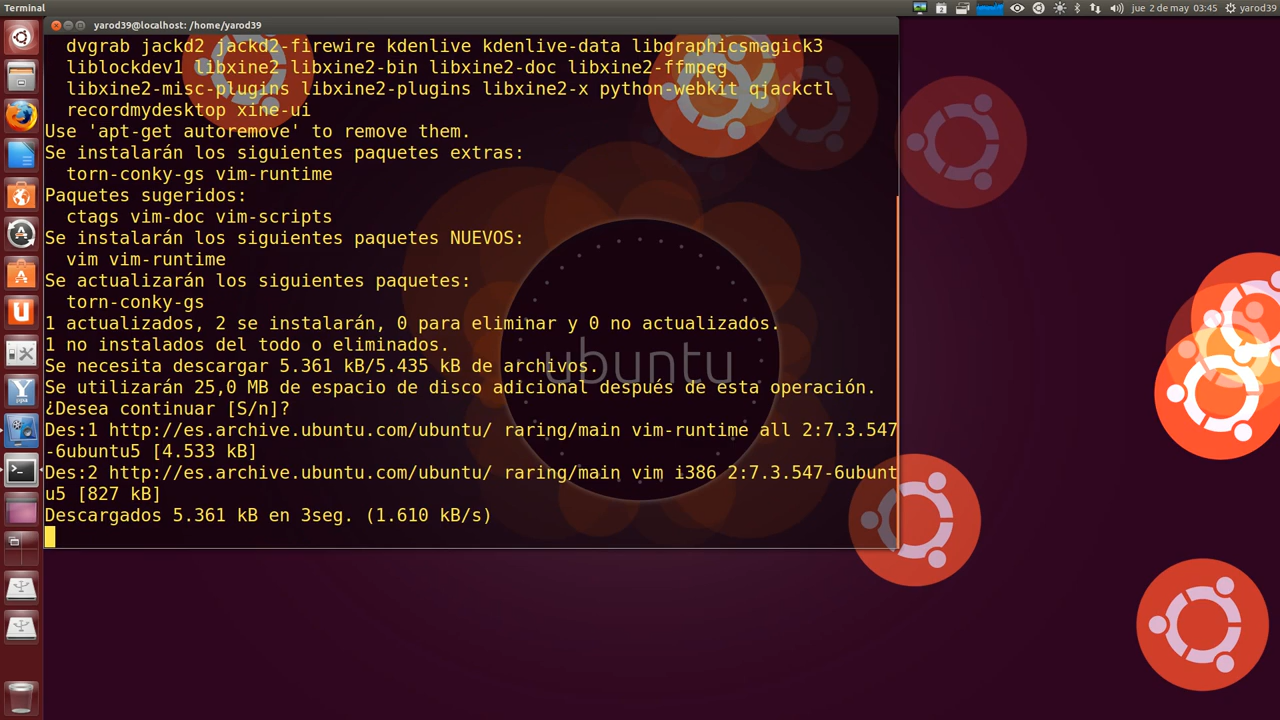 Terminal
jue 2 de may 03:45
yarod39
yarod39@localhost: /home/yarod39
dvgrab jackd2 jackd2-firewire kdenlive kdenlive-data libgraphicsmagick3
liblockdev1 libxine2 libxine2-bin libxine2-doc libxine2-ffmpeg
libxine2-misc-plugins libxine2-plugins libxine2-x python-webkit qjackctl
recordmydesktop xine-ui
Use 'apt-get autoremove' to remove them.
Se instalarán los siguientes paquetes extras:
torn-conky-gs vim-runtime
Paquetes sugeridos:
ctags vim-doc vim-scripts
Se instalarán los siguientes paquetes NUEVOS:
vim vim-runtime
Se actualizarán los siguientes paquetes:
torn-conky-gs
1 actualizados, 2 se instalarán, 0 para eliminar y 0 no actualizados.
1 no instalados del todo o eliminados.
Se necesita descargar 5.361 kB/5.435 kB de archivos.
Se utilizarán 25,0 MB de espacio de disco adicional después de esta operación.
¿Desea continuar [S/n]?
Des:1 http://es.archive.ubuntu.com/ubuntu/ raring/main vim-runtime all 2:7.3.547
-6ubuntu5 [4.533 kB]
Des:2 http://es.archive.ubuntu.com/ubuntu/ raring/main vim i386 2:7.3.547-6ubunt
u5 [827 kB]
Descargados 5.361 kB en 3seg. (1.610 kB/s)
ubuntu